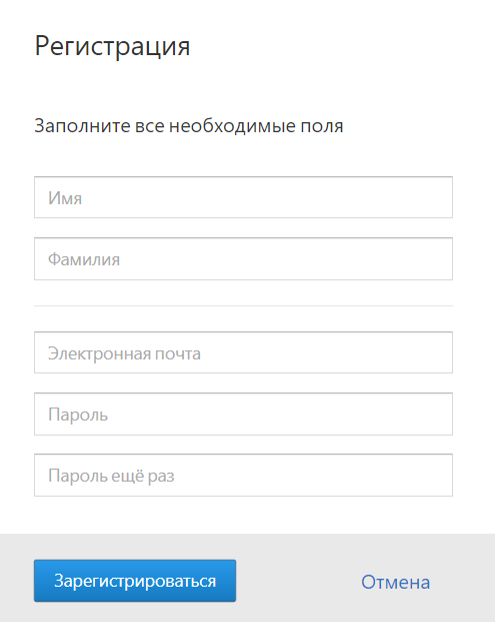 Регистрация
Заполните все необходимые поля
Имя
Фамилия
Электронная почта
Пароль
Пароль ещё раз
Зарегистрироваться
Отмена